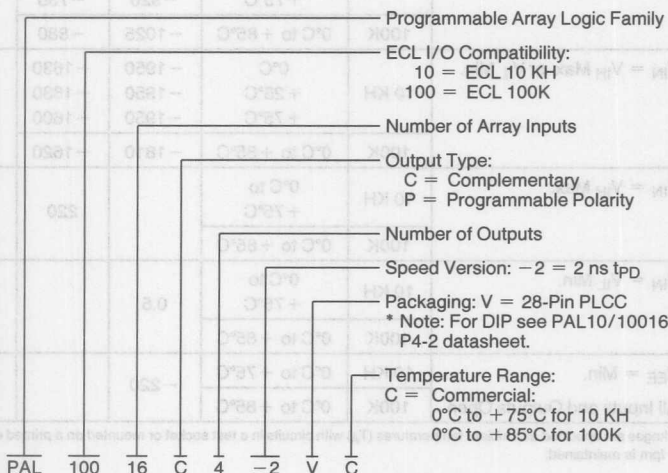 Programmable Array Logic Family
ECL I/O Compatibility:
10 = ECL 10 KH
100 = ECL 100K
Number of Array Inputs
Output Type:
C = Complementary
P = Programmable Polarity
Number of Outputs
Speed Version: −2 = 2 ns tPD
Packaging: V = 28-Pin PLCC
* Note: For DIP see PAL10/10016
P4-2 datasheet.
Temperature Range:
C = Commercial:
0°C to +75°C for 10 KH
0°C to +85°C for 100K
PAL 100 16 C 4 −2 V C